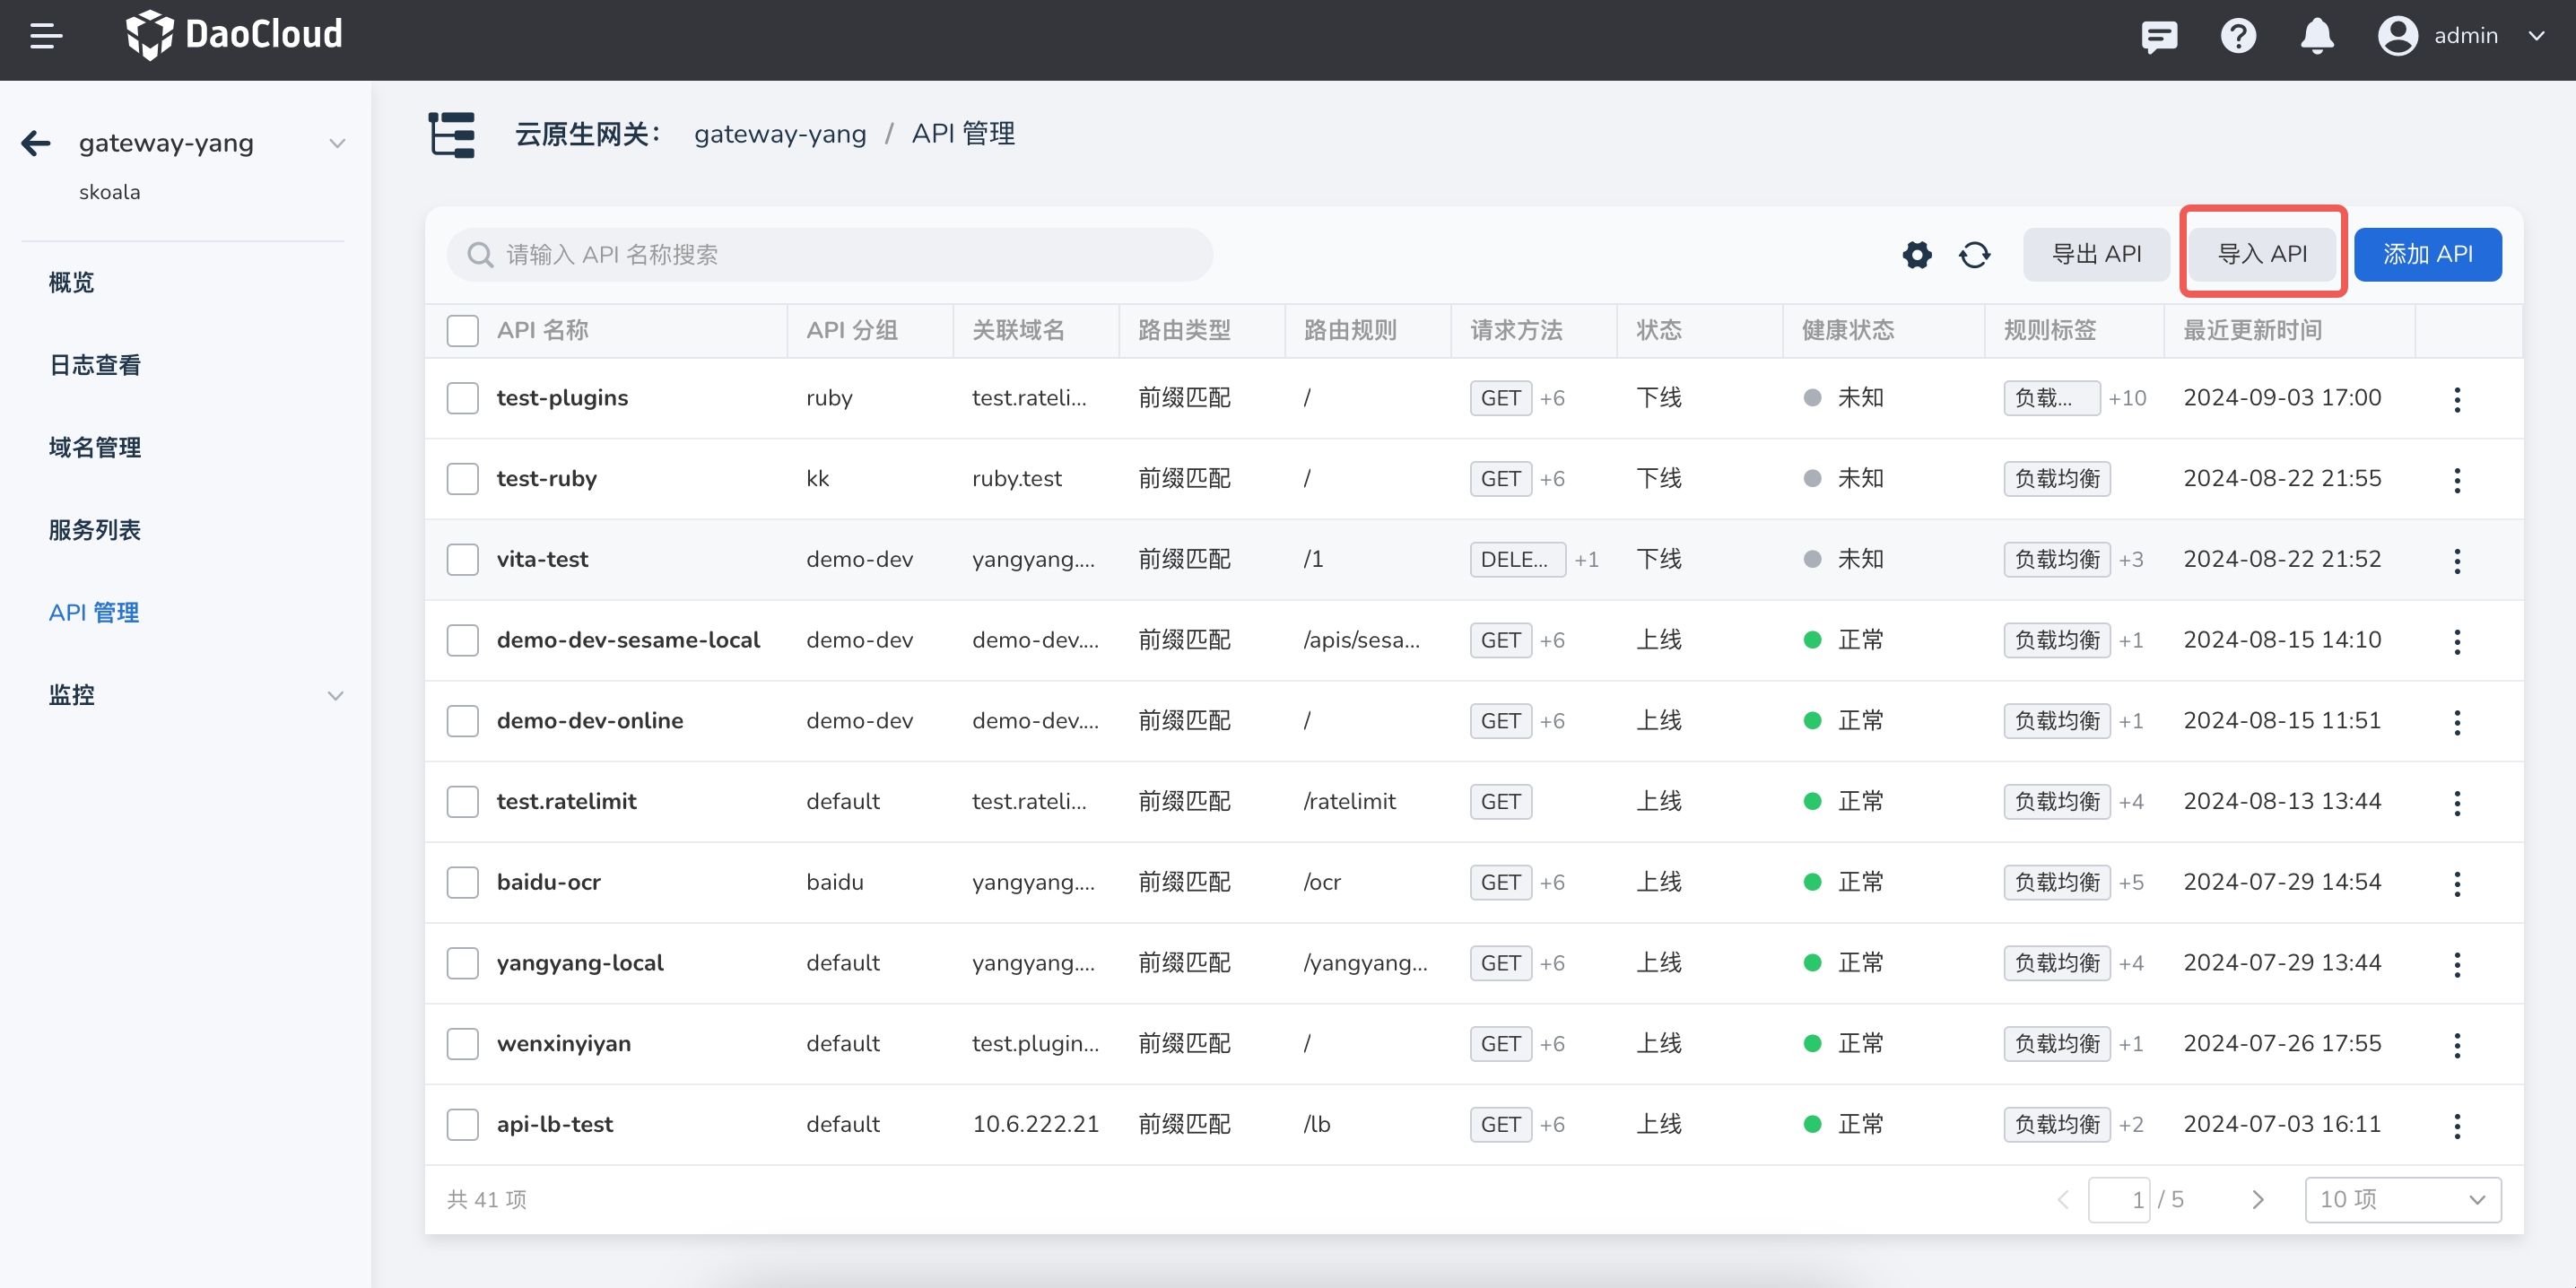 DaoCloud
admin
gateway-yang
skoala
概览
日志查看
域名管理
服务列表
API 管理
监控
云原生网关： gateway-yang / API 管理
请输入 API 名称搜索 导出 API 导入 API 添加 API
API 名称 API 分组 关联域名 路由类型 路由规则 请求方法 状态 健康状态 规则标签 最近更新时间
test-plugins ruby test.rateli... 前缀匹配 / GET +6 下线 未知 负载... +10 2024-09-03 17:00
test-ruby kk ruby.test 前缀匹配 / GET +6 下线 未知 负载均衡 2024-08-22 21:55
vita-test demo-dev yangyang.... 前缀匹配 /1 DELE... +1 下线 未知 负载均衡 +3 2024-08-22 21:52
demo-dev-sesame-local demo-dev demo-dev.... 前缀匹配 /apis/sesa... GET +6 上线 正常 负载均衡 +1 2024-08-15 14:10
demo-dev-online demo-dev demo-dev.... 前缀匹配 / GET +6 上线 正常 负载均衡 +1 2024-08-15 11:51
test.ratelimit default test.rateli... 前缀匹配 /ratelimit GET 上线 正常 负载均衡 +4 2024-08-13 13:44
baidu-ocr baidu yangyang.... 前缀匹配 /ocr GET +6 上线 正常 负载均衡 +5 2024-07-29 14:54
yangyang-local default yangyang.... 前缀匹配 /yangyang... GET +6 上线 正常 负载均衡 +4 2024-07-29 13:44
wenxinyiyan default test.plugin... 前缀匹配 / GET +6 上线 正常 负载均衡 +1 2024-07-26 17:55
api-lb-test default 10.6.222.21 前缀匹配 /lb GET +6 上线 正常 负载均衡 +2 2024-07-03 16:11
共 41 项 1 / 5 10 项